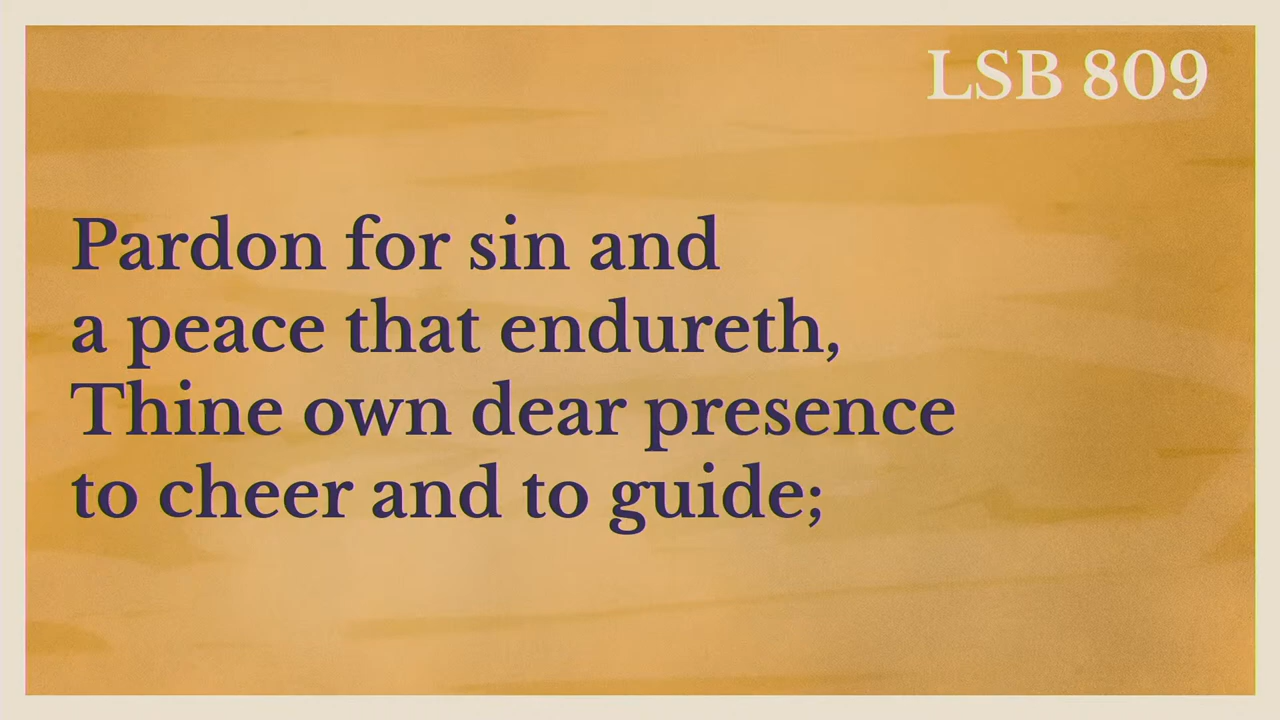 LSB 809
Pardon for sin and
a peace that endureth,
Thine own dear presence
to cheer and to guide;